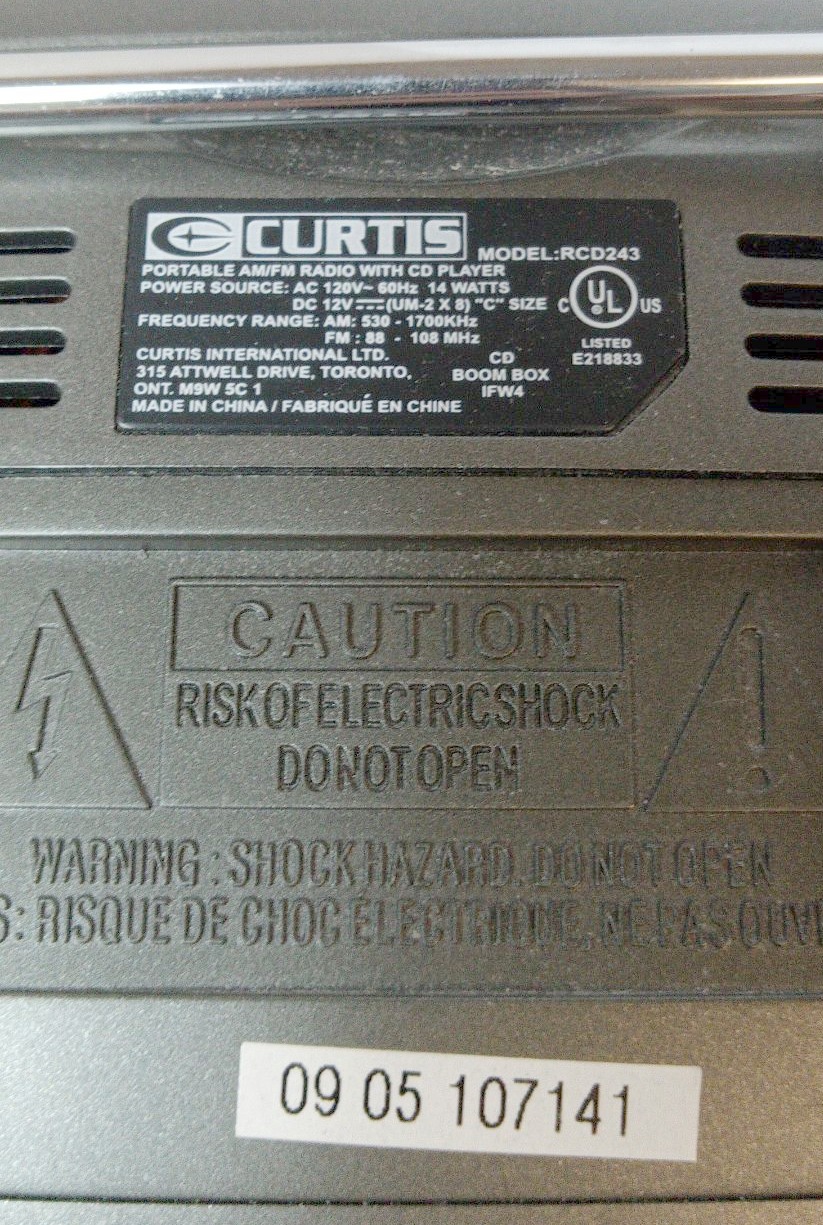 CURTIS MODEL:RCD243
PORTABLE AM/FM RADIO WITH CD PLAYER
POWER SOURCE: AC 120V~ 60Hz 14 WATTS
DC 12V⎓(UM-2 X 8) "C" SIZE
C UL US
FREQUENCY RANGE: AM: 530 - 1700KHz
FM : 88 - 108 MHz
LISTED
E218833
CURTIS INTERNATIONAL LTD.
315 ATTWELL DRIVE, TORONTO,
ONT. M9W 5C 1
CD
BOOM BOX
IFW4
MADE IN CHINA / FABRIQUÉ EN CHINE
CAUTION
RISK OF ELECTRIC SHOCK
DO NOT OPEN
WARNING : SHOCK HAZARD. DO NOT OPEN
S: RISQUE DE CHOC ÉLECTRIQUE. NE PAS OUV
09 05 107141